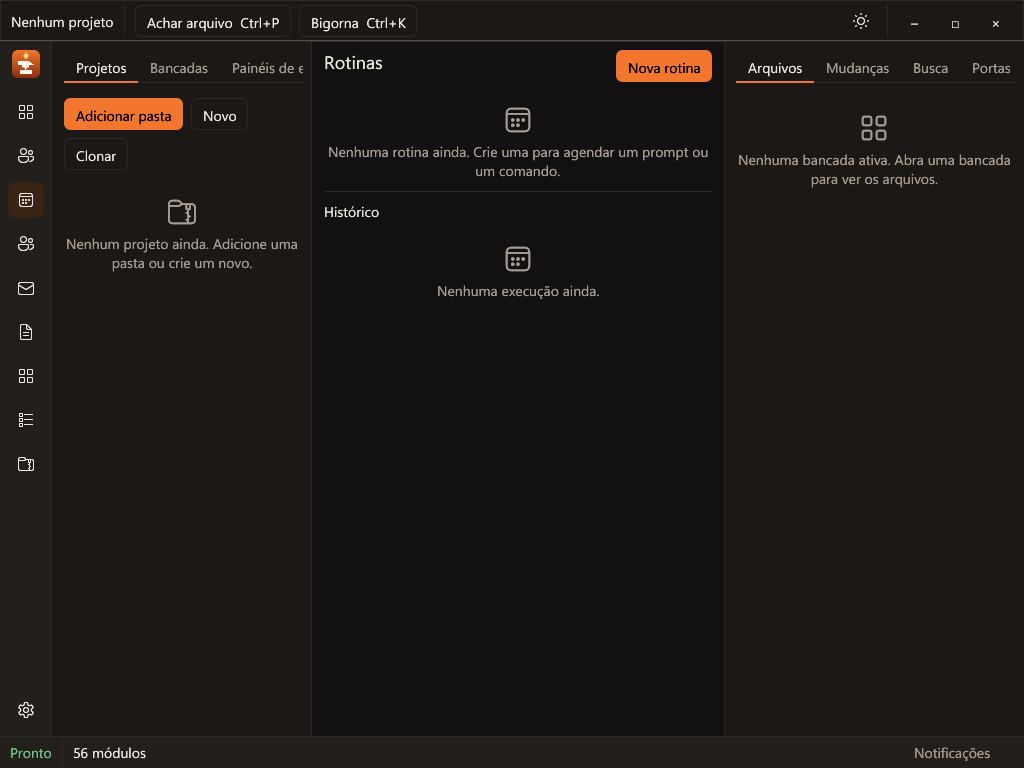 Nenhum projeto
Achar arquivo Ctrl+P
Bigorna Ctrl+K
Projetos
Bancadas
Painéis de e
Adicionar pasta
Novo
Clonar
Nenhum projeto ainda. Adicione uma
pasta ou crie um novo.
Rotinas
Nova rotina
Nenhuma rotina ainda. Crie uma para agendar um prompt ou
um comando.
Histórico
Nenhuma execução ainda.
Arquivos
Mudanças
Busca
Portas
Nenhuma bancada ativa. Abra uma bancada
para ver os arquivos.
Pronto
56 módulos
Notificações